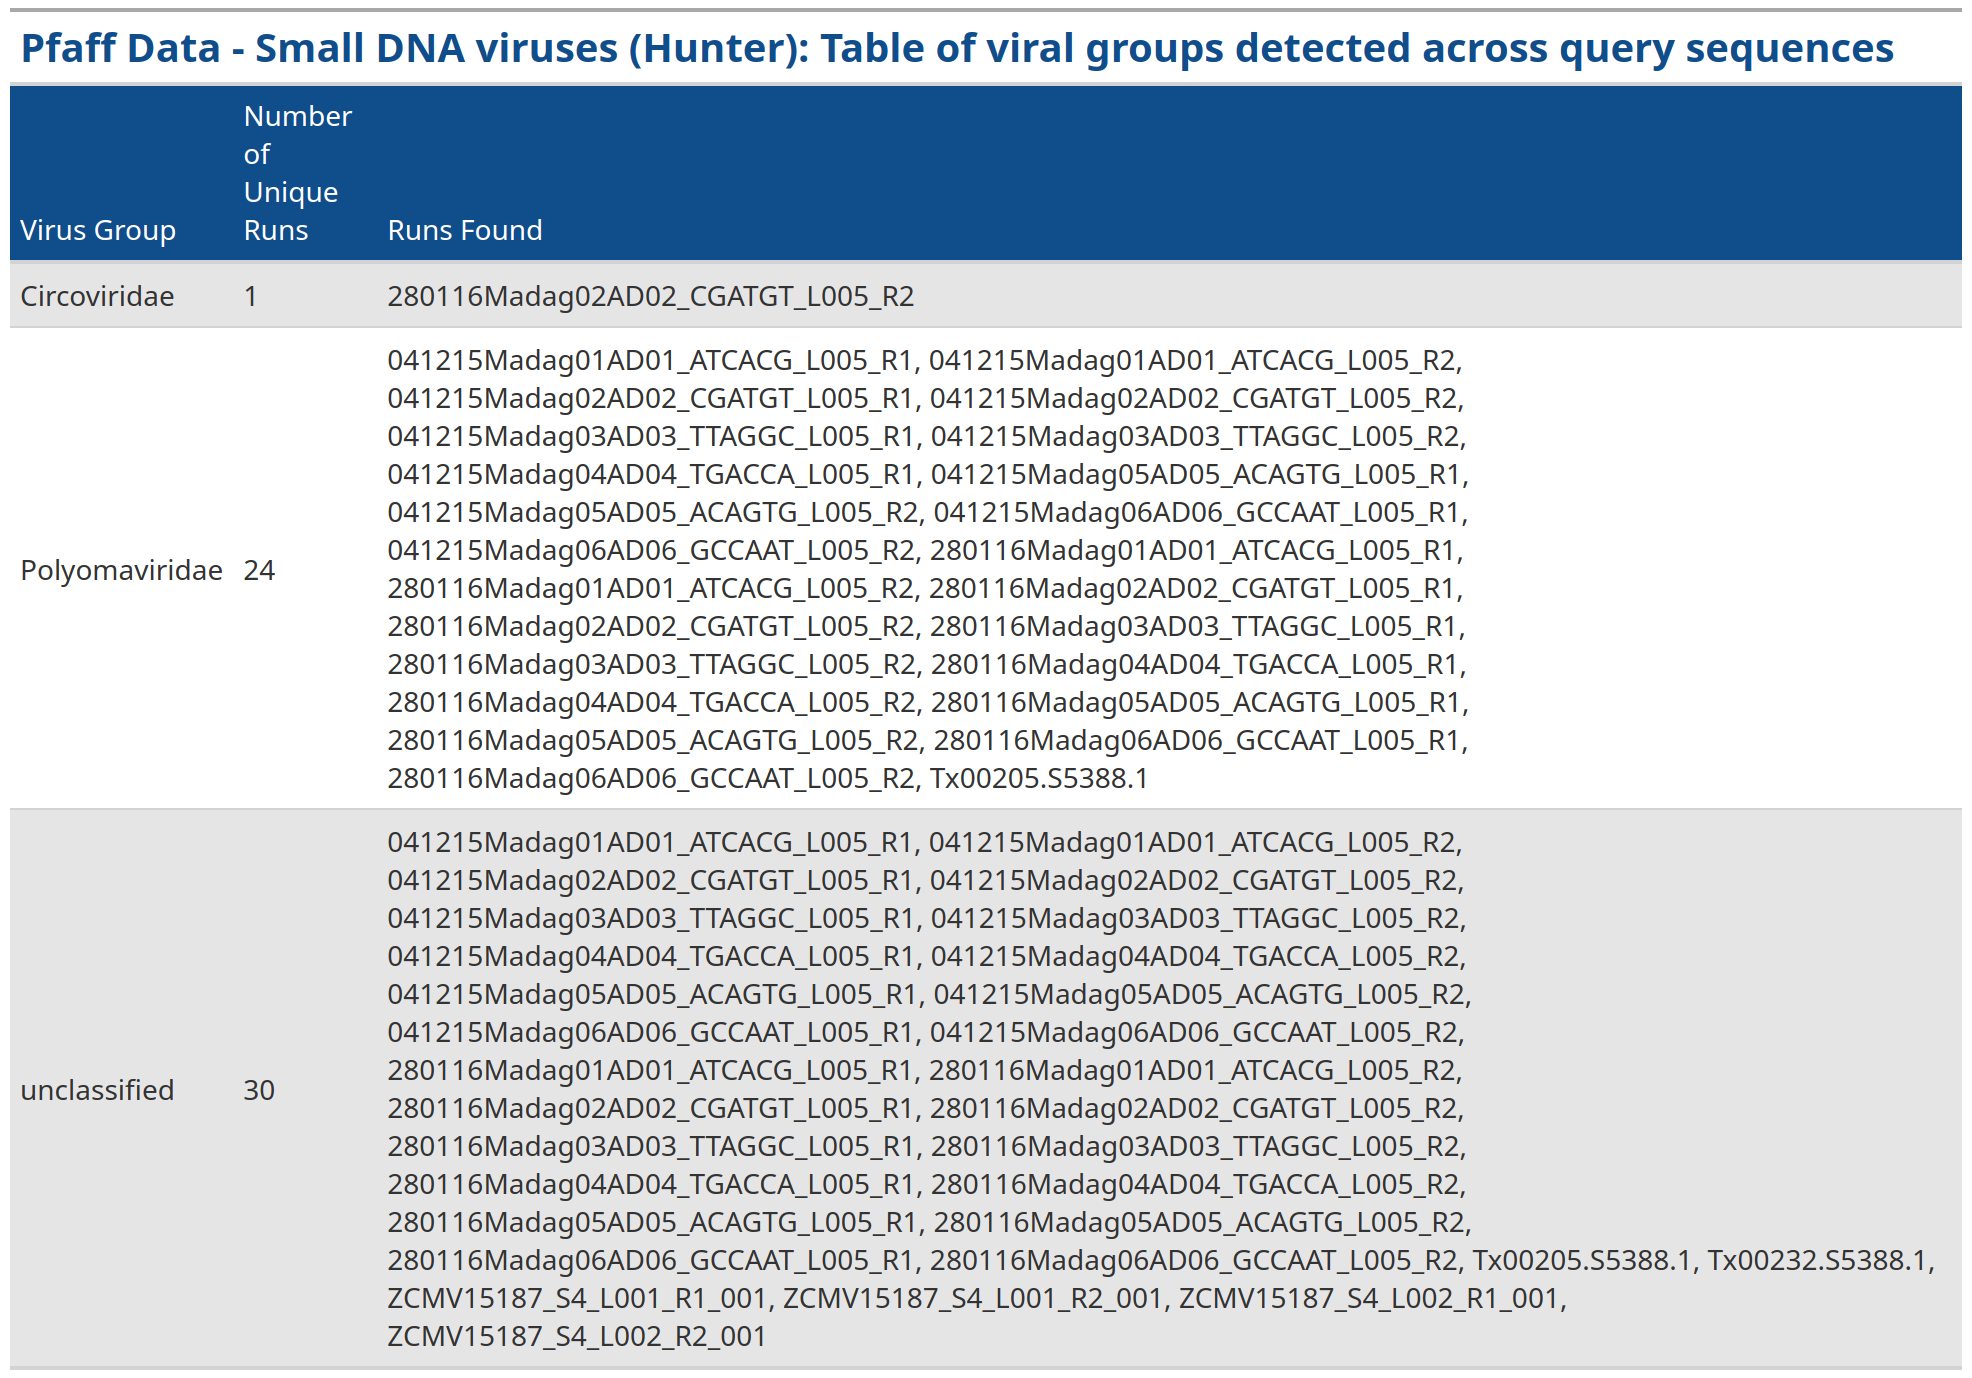 Pfaff Data - Small DNA viruses (Hunter): Table of viral groups detected across query sequences
Virus Group
Number
of
Unique
Runs
Runs Found
Circoviridae
1
280116Madag02AD02_CGATGT_L005_R2
Polyomaviridae
24
041215Madag01AD01_ATCACG_L005_R1, 041215Madag01AD01_ATCACG_L005_R2,
041215Madag02AD02_CGATGT_L005_R1, 041215Madag02AD02_CGATGT_L005_R2,
041215Madag03AD03_TTAGGC_L005_R1, 041215Madag03AD03_TTAGGC_L005_R2,
041215Madag04AD04_TGACCA_L005_R1, 041215Madag05AD05_ACAGTG_L005_R1,
041215Madag05AD05_ACAGTG_L005_R2, 041215Madag06AD06_GCCAAT_L005_R1,
041215Madag06AD06_GCCAAT_L005_R2, 280116Madag01AD01_ATCACG_L005_R1,
280116Madag01AD01_ATCACG_L005_R2, 280116Madag02AD02_CGATGT_L005_R1,
280116Madag02AD02_CGATGT_L005_R2, 280116Madag03AD03_TTAGGC_L005_R1,
280116Madag03AD03_TTAGGC_L005_R2, 280116Madag04AD04_TGACCA_L005_R1,
280116Madag04AD04_TGACCA_L005_R2, 280116Madag05AD05_ACAGTG_L005_R1,
280116Madag05AD05_ACAGTG_L005_R2, 280116Madag06AD06_GCCAAT_L005_R1,
280116Madag06AD06_GCCAAT_L005_R2, Tx00205.S5388.1
unclassified
30
041215Madag01AD01_ATCACG_L005_R1, 041215Madag01AD01_ATCACG_L005_R2,
041215Madag02AD02_CGATGT_L005_R1, 041215Madag02AD02_CGATGT_L005_R2,
041215Madag03AD03_TTAGGC_L005_R1, 041215Madag03AD03_TTAGGC_L005_R2,
041215Madag04AD04_TGACCA_L005_R1, 041215Madag04AD04_TGACCA_L005_R2,
041215Madag05AD05_ACAGTG_L005_R1, 041215Madag05AD05_ACAGTG_L005_R2,
041215Madag06AD06_GCCAAT_L005_R1, 041215Madag06AD06_GCCAAT_L005_R2,
280116Madag01AD01_ATCACG_L005_R1, 280116Madag01AD01_ATCACG_L005_R2,
280116Madag02AD02_CGATGT_L005_R1, 280116Madag02AD02_CGATGT_L005_R2,
280116Madag03AD03_TTAGGC_L005_R1, 280116Madag03AD03_TTAGGC_L005_R2,
280116Madag04AD04_TGACCA_L005_R1, 280116Madag04AD04_TGACCA_L005_R2,
280116Madag05AD05_ACAGTG_L005_R1, 280116Madag05AD05_ACAGTG_L005_R2,
280116Madag06AD06_GCCAAT_L005_R1, 280116Madag06AD06_GCCAAT_L005_R2, Tx00205.S5388.1, Tx00232.S5388.1,
ZCMV15187_S4_L001_R1_001, ZCMV15187_S4_L001_R2_001, ZCMV15187_S4_L002_R1_001,
ZCMV15187_S4_L002_R2_001